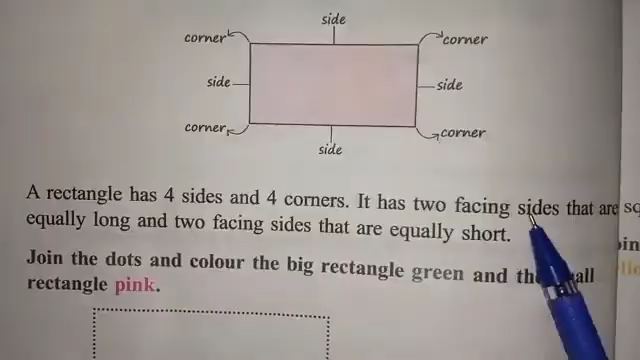 side
corner
corner
side
side
corner
corner
side
A rectangle has 4 sides and 4 corners. It has two facing sides that are
equally long and two facing sides that are equally short.
Join the dots and colour the big rectangle green and the
rectangle pink.